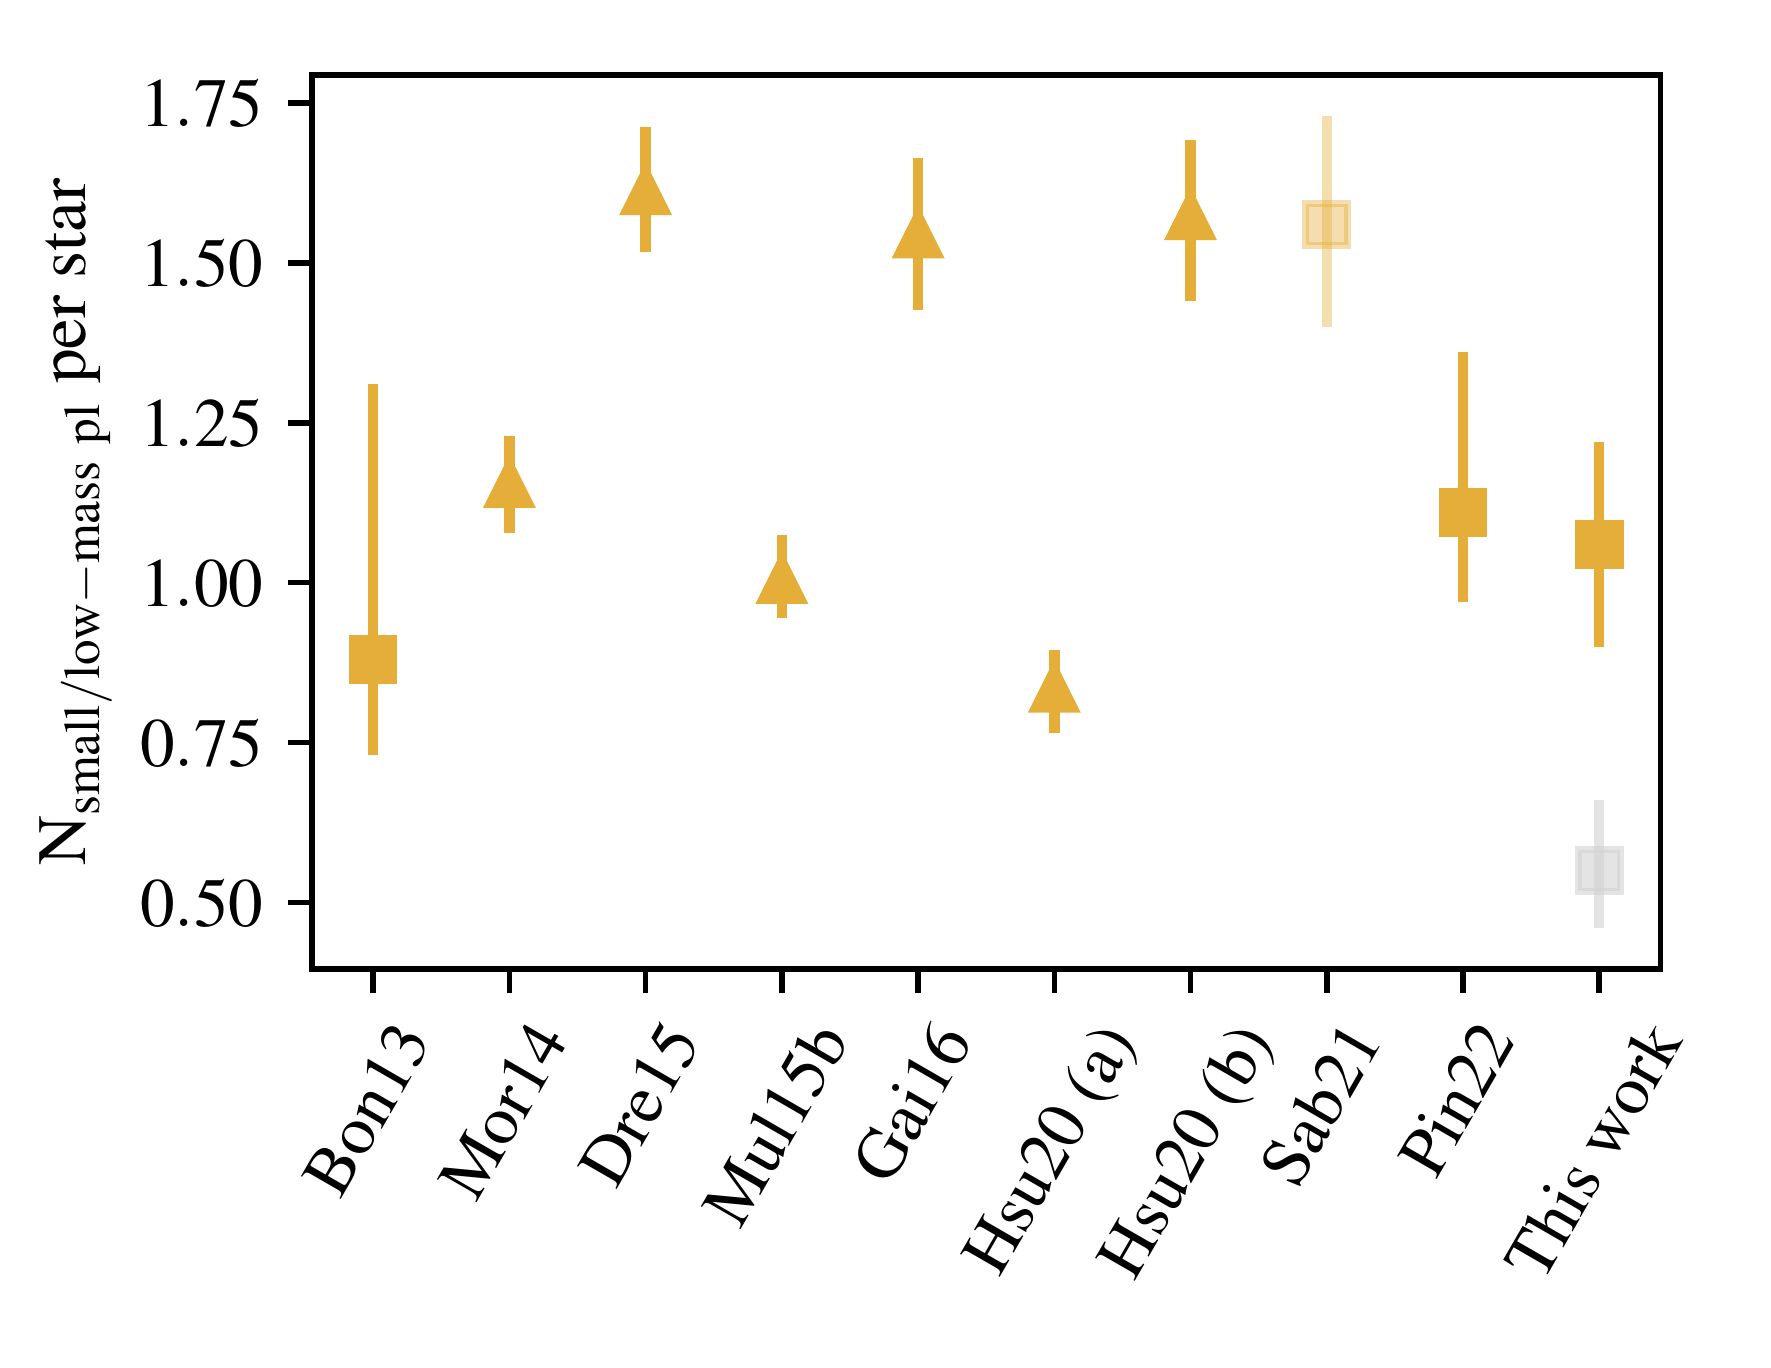 1.75
1.50
1.25
1.00
0.75
0.50
N_small/low−mass pl per star
Bon13
Mor14
Dre15
Mul15b
Gai16
Hsu20 (a)
Hsu20 (b)
Sab21
Pin22
This work